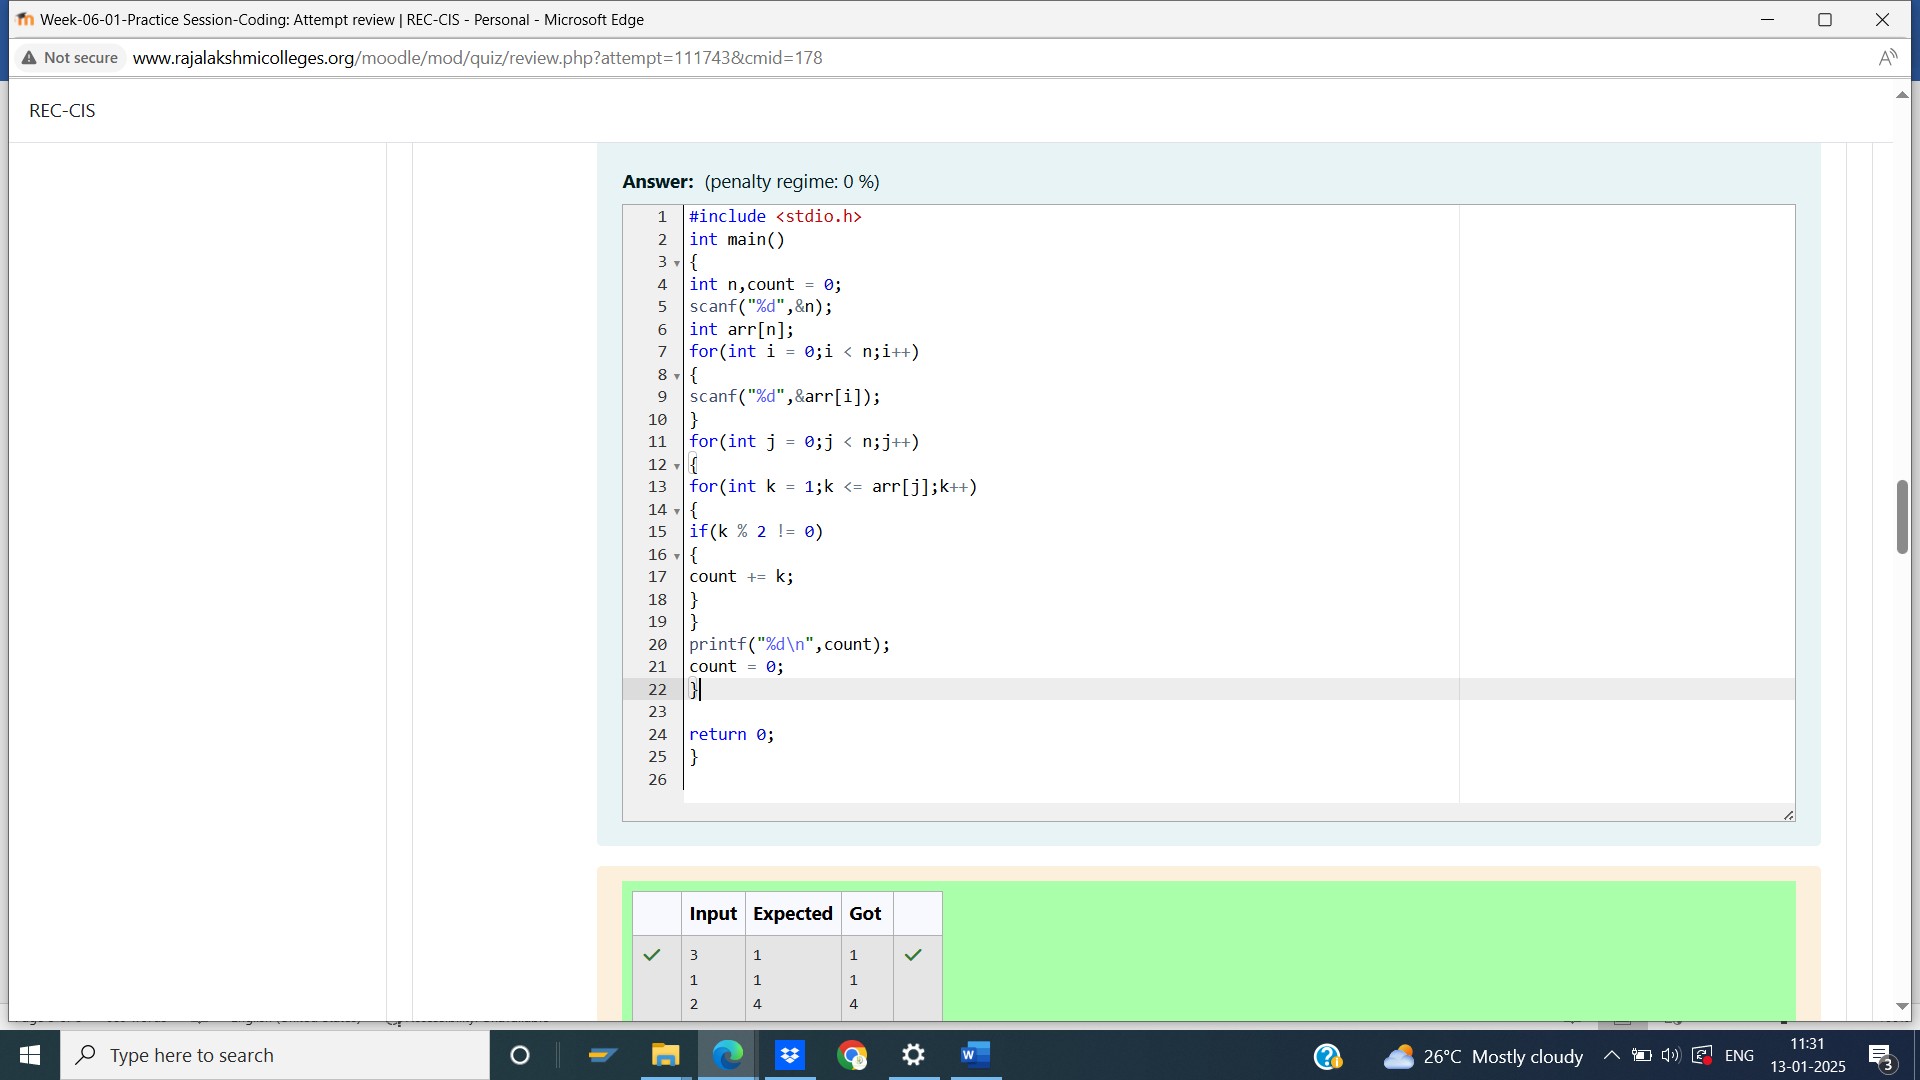 Week-06-01-Practice Session-Coding: Attempt review | REC-CIS - Personal - Microsoft Edge
Not secure www.rajalakshmicolleges.org/moodle/mod/quiz/review.php?attempt=111743&cmid=178
REC-CIS
Answer: (penalty regime: 0 %)
1 #include <stdio.h>
2 int main()
3 {
4 int n,count = 0;
5 scanf("%d",&n);
6 int arr[n];
7 for(int i = 0;i < n;i++)
8 {
9 scanf("%d",&arr[i]);
10 }
11 for(int j = 0;j < n;j++)
12 {
13 for(int k = 1;k <= arr[j];k++)
14 {
15 if(k % 2 != 0)
16 {
17 count += k;
18 }
19 }
20 printf("%d\n",count);
21 count = 0;
22 }
23
24 return 0;
25 }
26
Input Expected Got
3 1 1
1 1 1
2 4 4
Type here to search
26°C Mostly cloudy
ENG
11:31
13-01-2025
3